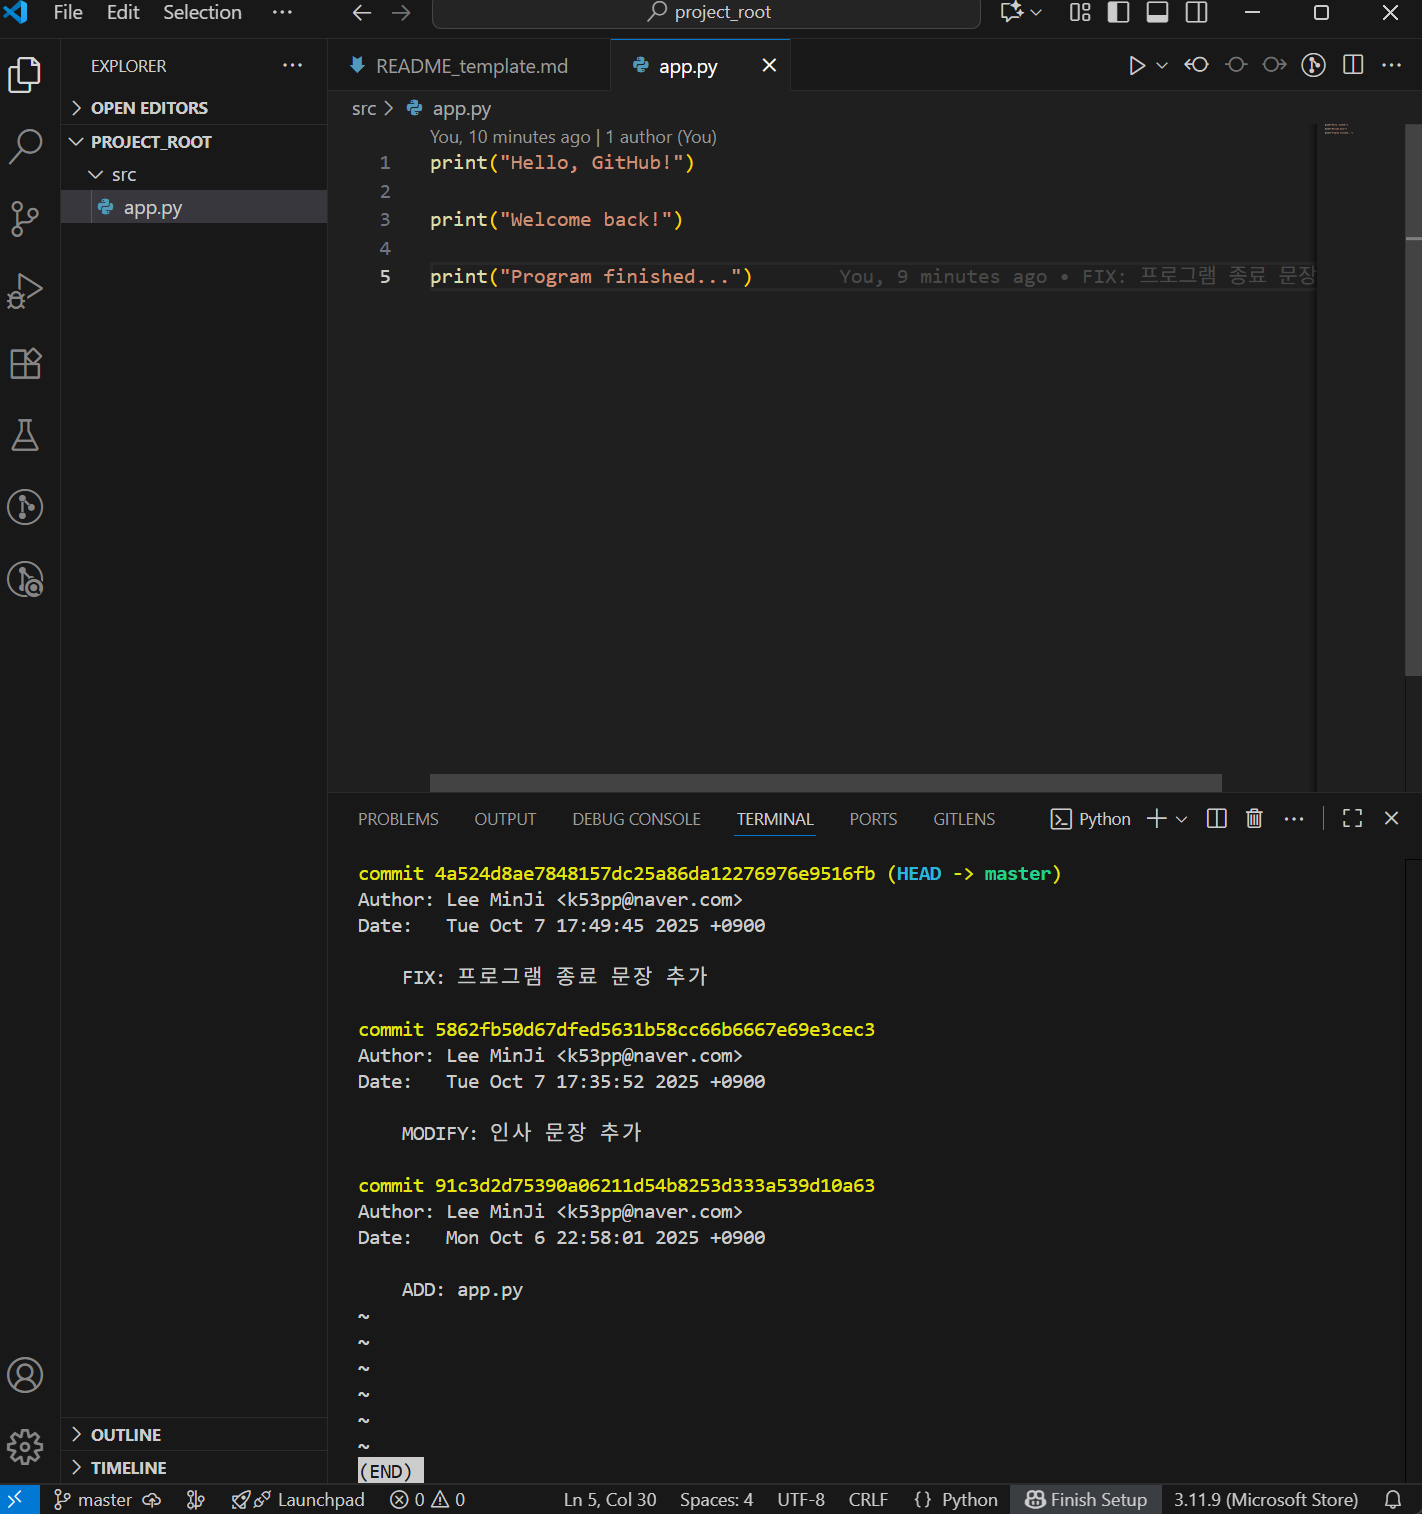 File Edit Selection ··· project_root
EXPLORER ···
OPEN EDITORS
PROJECT_ROOT
src
app.py
OUTLINE
TIMELINE
README_template.md app.py
src > app.py
You, 10 minutes ago | 1 author (You)
1 print("Hello, GitHub!")
2
3 print("Welcome back!")
4
5 print("Program finished...") You, 9 minutes ago • FIX: 프로그램 종료 문장
PROBLEMS OUTPUT DEBUG CONSOLE TERMINAL PORTS GITLENS Python
commit 4a524d8ae7848157dc25a86da12276976e9516fb (HEAD -> master)
Author: Lee MinJi <k53pp@naver.com>
Date:   Tue Oct 7 17:49:45 2025 +0900
FIX: 프로그램 종료 문장 추가
commit 5862fb50d67dfed5631b58cc66b6667e69e3cec3
Author: Lee MinJi <k53pp@naver.com>
Date:   Tue Oct 7 17:35:52 2025 +0900
MODIFY: 인사 문장 추가
commit 91c3d2d75390a06211d54b8253d333a539d10a63
Author: Lee MinJi <k53pp@naver.com>
Date:   Mon Oct 6 22:58:01 2025 +0900
ADD: app.py
~
~
~
~
~
~
(END)
master Launchpad 0 0 Ln 5, Col 30 Spaces: 4 UTF-8 CRLF {} Python Finish Setup 3.11.9 (Microsoft Store)